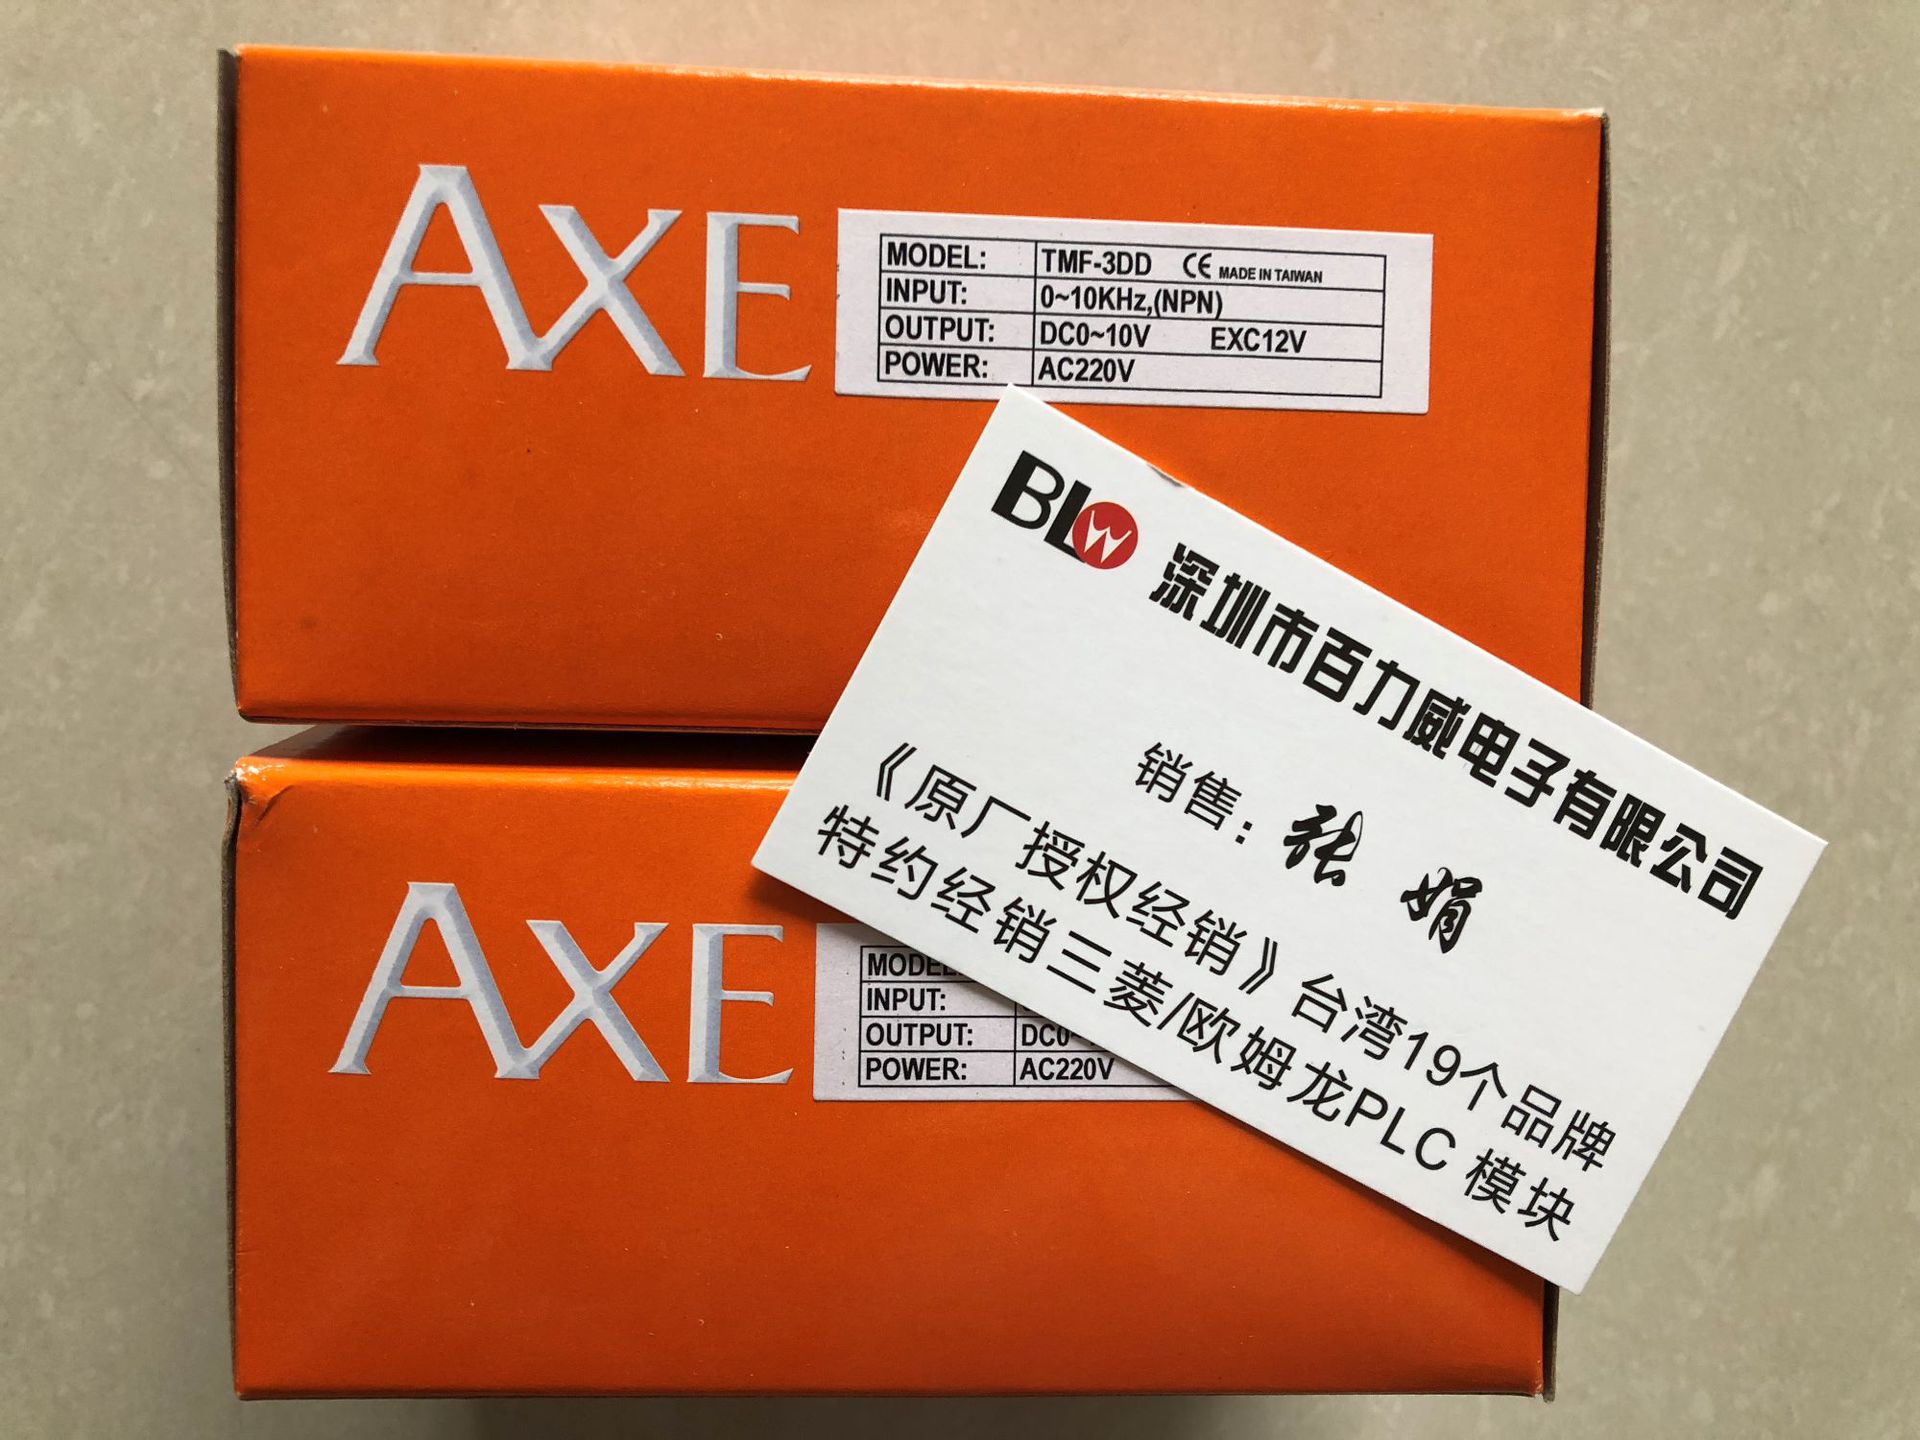 AXE
MODEL: TMF-3DD CE MADE IN TAIWAN
INPUT: 0~10KHz,(NPN)
OUTPUT: DC0~10V EXC12V
POWER: AC220V
BLW 深圳市百力威电子有限公司
销售：张 娟
《原厂授权经销》台湾19个品牌
特约经销三菱/欧姆龙PLC 模块
AXE
MODEL
INPUT:
OUTPUT: DC0~
POWER: AC220V